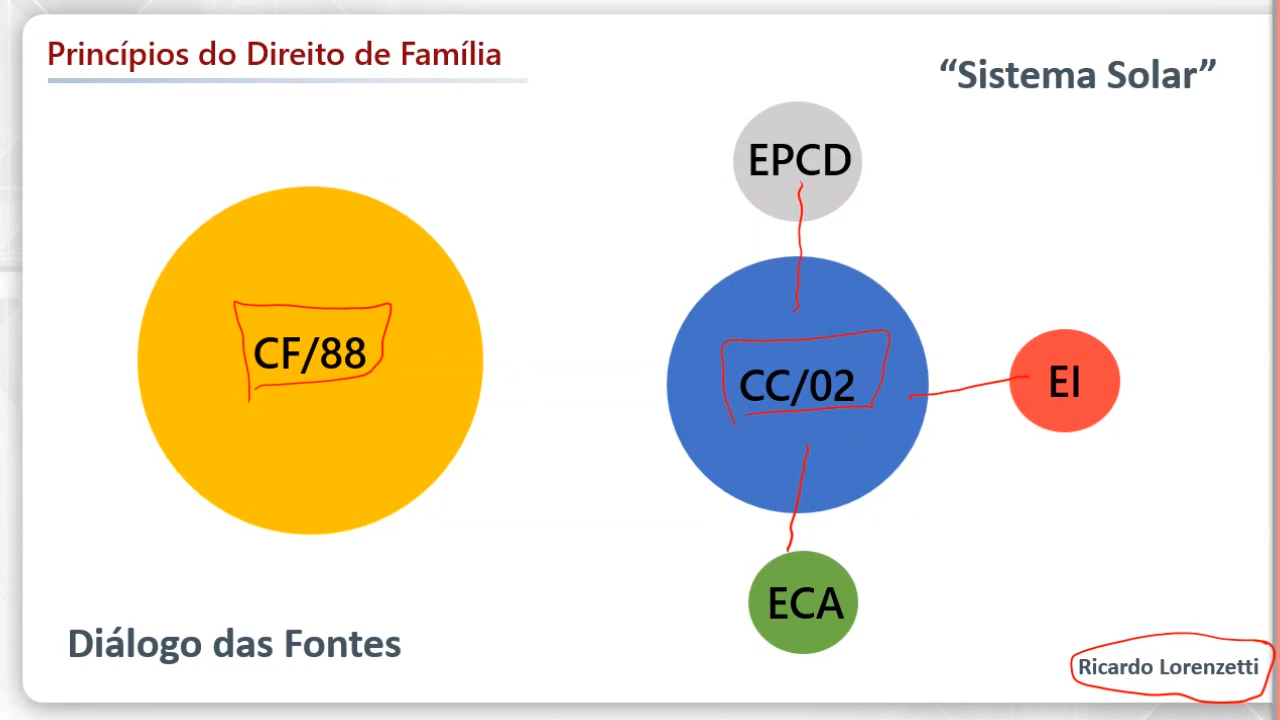 Princípios do Direito de Família
“Sistema Solar”
EPCD
CF/88
CC/02
EI
ECA
Diálogo das Fontes
Ricardo Lorenzetti